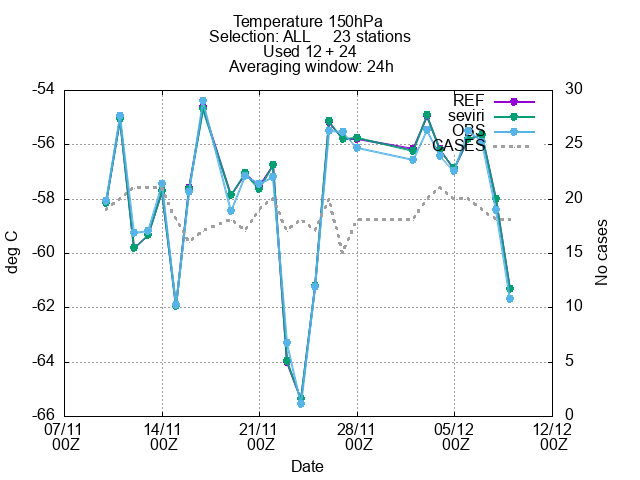 Temperature 150hPa
Selection: ALL 23 stations
Used 12 + 24
Averaging window: 24h
-54 30
REF
seviri
OBS
-56 CASES 25
-58 20
-60 15
-62 10
-64 5
-66 0
deg C
No cases
07/11 14/11 21/11 28/11 05/12 12/12
00Z 00Z 00Z 00Z 00Z 00Z
Date